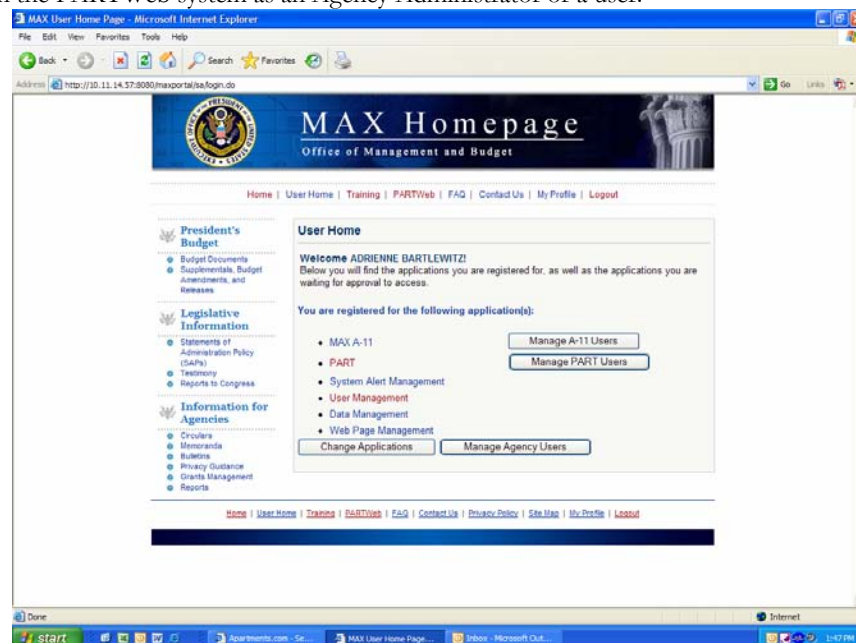 in the PARTWeb system as an Agency Administrator or a user.
MAX User Home Page - Microsoft Internet Explorer
File Edit View Favorites Tools Help
Back Search Favorites
Address http://10.11.14.57:8080/maxportal/sa/login.do Go Links
MAX Homepage
Office of Management and Budget
Home | User Home | Training | PARTWeb | FAQ | Contact Us | My Profile | Logout
President's
Budget
Budget Documents
Supplementals, Budget
Amendments, and
Releases
Legislative
Information
Statements of
Administration Policy
(SAPs)
Testimony
Reports to Congress
Information for
Agencies
Circulars
Memoranda
Bulletins
Privacy Guidance
Grants Management
Reports
User Home
Welcome ADRIENNE BARTLEWITZ!
Below you will find the applications you are registered for, as well as the applications you are
waiting for approval to access.
You are registered for the following application(s):
MAX A-11 Manage A-11 Users
PART Manage PART Users
System Alert Management
User Management
Data Management
Web Page Management
Change Applications Manage Agency Users
Home | User Home | Training | PARTWeb | FAQ | Contact Us | Privacy Policy | Site Map | My Profile | Logout
Done Internet
start Apartments.com - Se... MAX User Home Page... Inbox - Microsoft Out... 1:47 PM